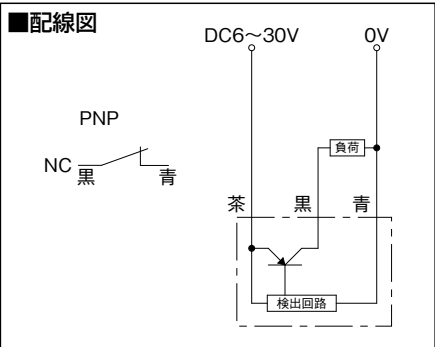 ■配線図
DC6～30V 0V
PNP
NC 黒 青
負荷
茶 黒 青
検出回路